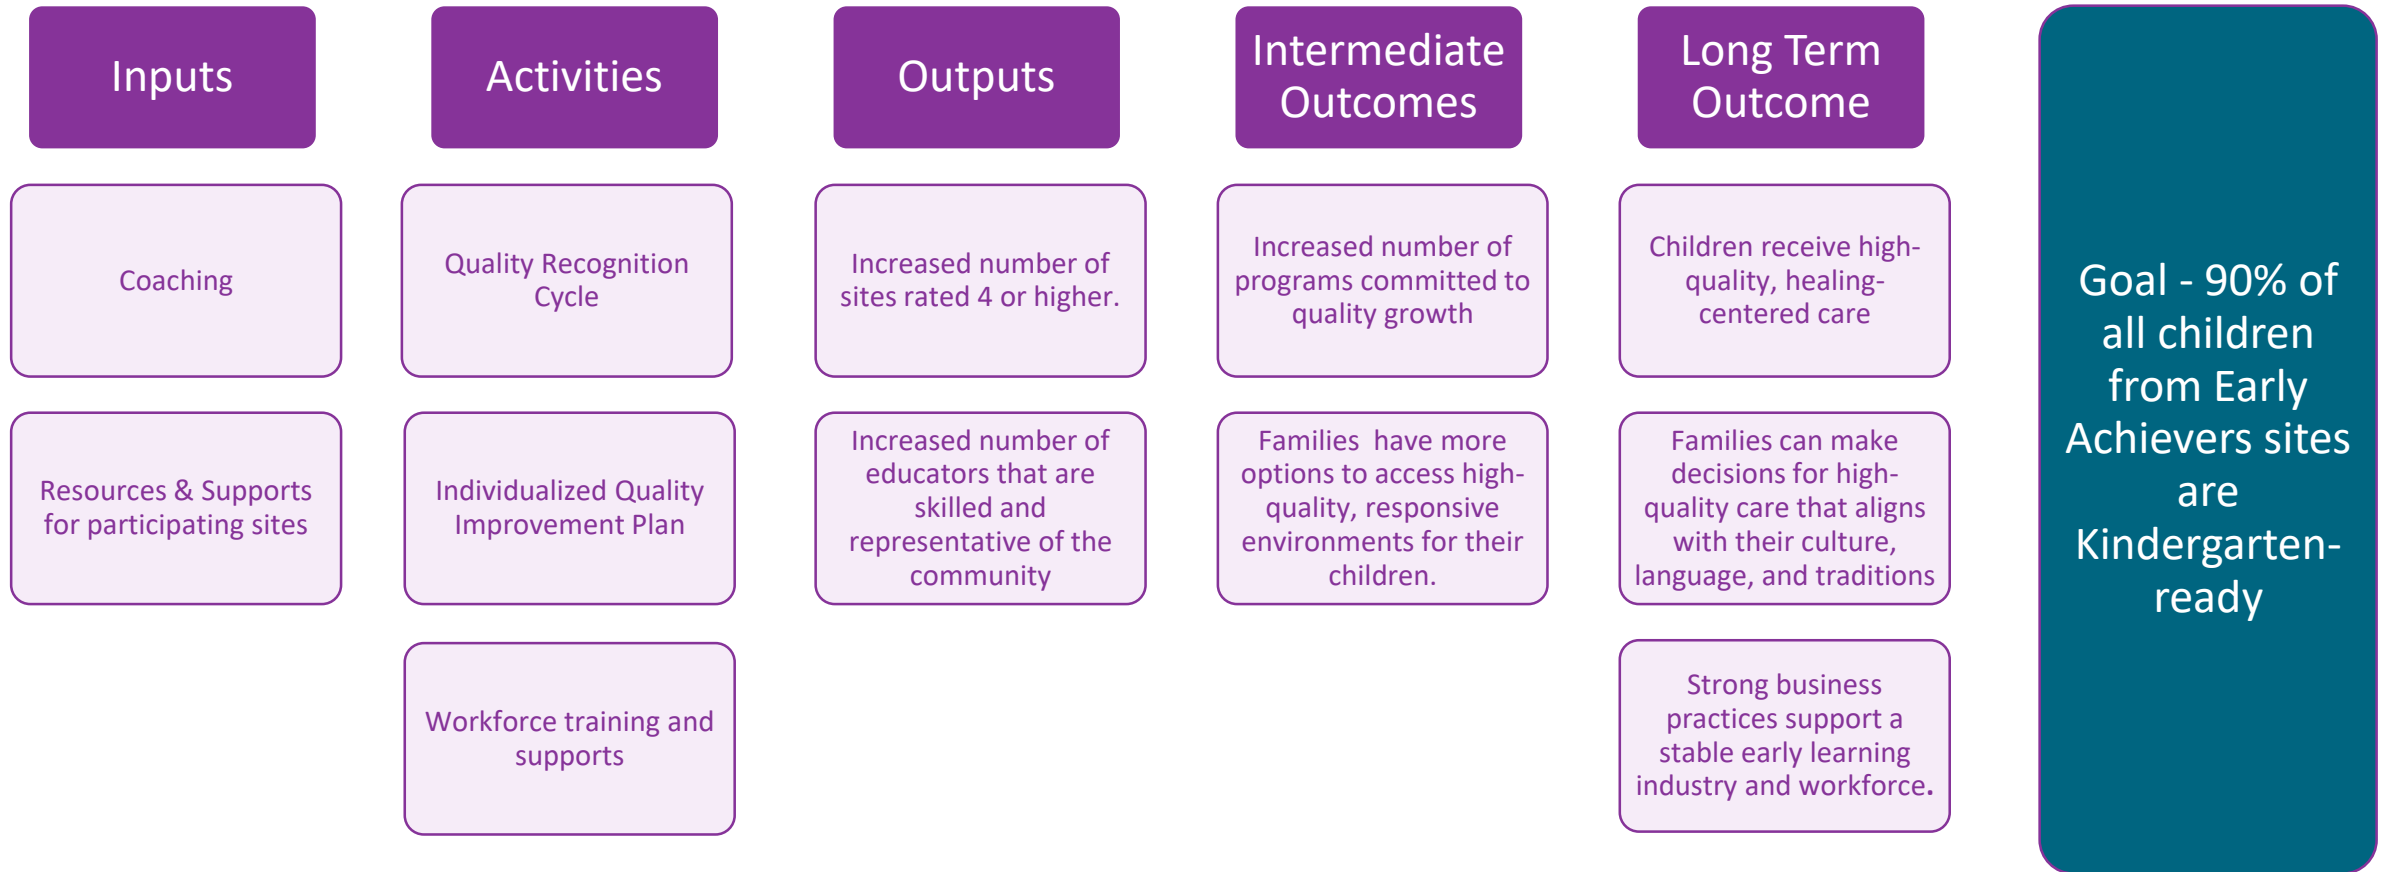 Inputs
Coaching
Resources & Supports
for participating sites
Activities
Quality Recognition
Cycle
Individualized Quality
Improvement Plan
Workforce training and
supports
Outputs
Increased number of
sites rated 4 or higher.
Increased number of
educators that are
skilled and
representative of the
community
Intermediate
Outcomes
Increased number of
programs committed to
quality growth
Families  have more
options to access high-
quality, responsive
environments for their
children.
Long Term
Outcome
Children receive high-
quality, healing-
centered care
Families can make
decisions for high-
quality care that aligns
with their culture,
language, and traditions
Strong business
practices support a
stable early learning
industry and workforce.
Goal - 90% of
all children
from Early
Achievers sites
are
Kindergarten-
ready